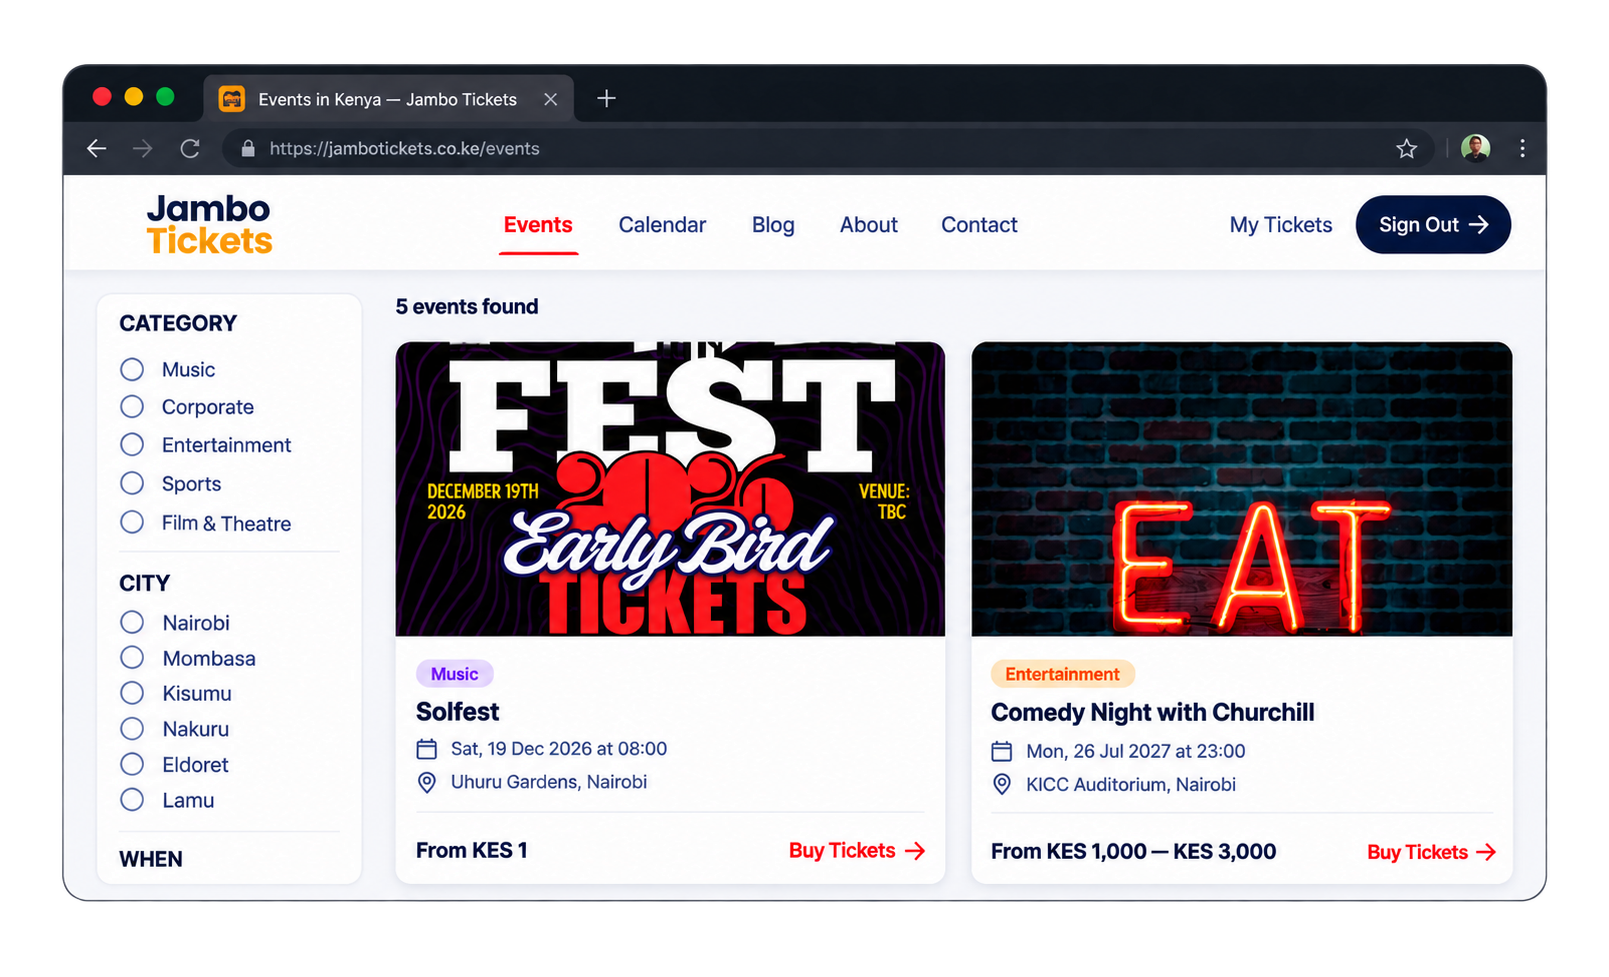 Events in Kenya — Jambo Tickets
https://jambotickets.co.ke/events
Jambo
Tickets
Events
Calendar
Blog
About
Contact
My Tickets
Sign Out
CATEGORY
Music
Corporate
Entertainment
Sports
Film & Theatre
CITY
Nairobi
Mombasa
Kisumu
Nakuru
Eldoret
Lamu
WHEN
5 events found
FEST
2026
DECEMBER 19TH
2026
VENUE:
TBC
Early Bird
TICKETS
Music
Solfest
Sat, 19 Dec 2026 at 08:00
Uhuru Gardens, Nairobi
From KES 1
Buy Tickets
EAT
Entertainment
Comedy Night with Churchill
Mon, 26 Jul 2027 at 23:00
KICC Auditorium, Nairobi
From KES 1,000 — KES 3,000
Buy Tickets